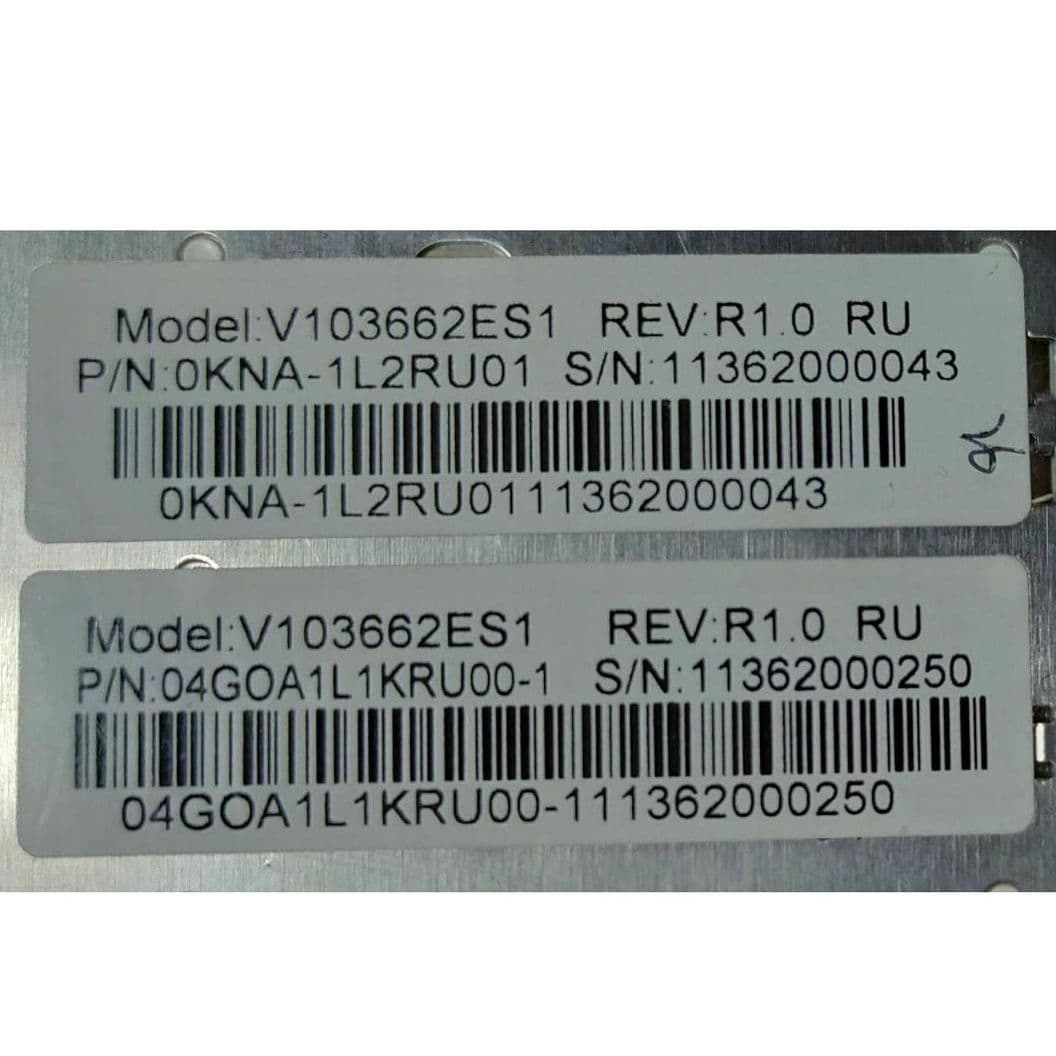 Model:V103662ES1 REV:R1.0 RU
P/N:0KNA-1L2RU01 S/N:11362000043
0KNA-1L2RU0111362000043
Model:V103662ES1 REV:R1.0 RU
P/N:04GOA1L1KRU00-1 S/N:11362000250
04GOA1L1KRU00-111362000250